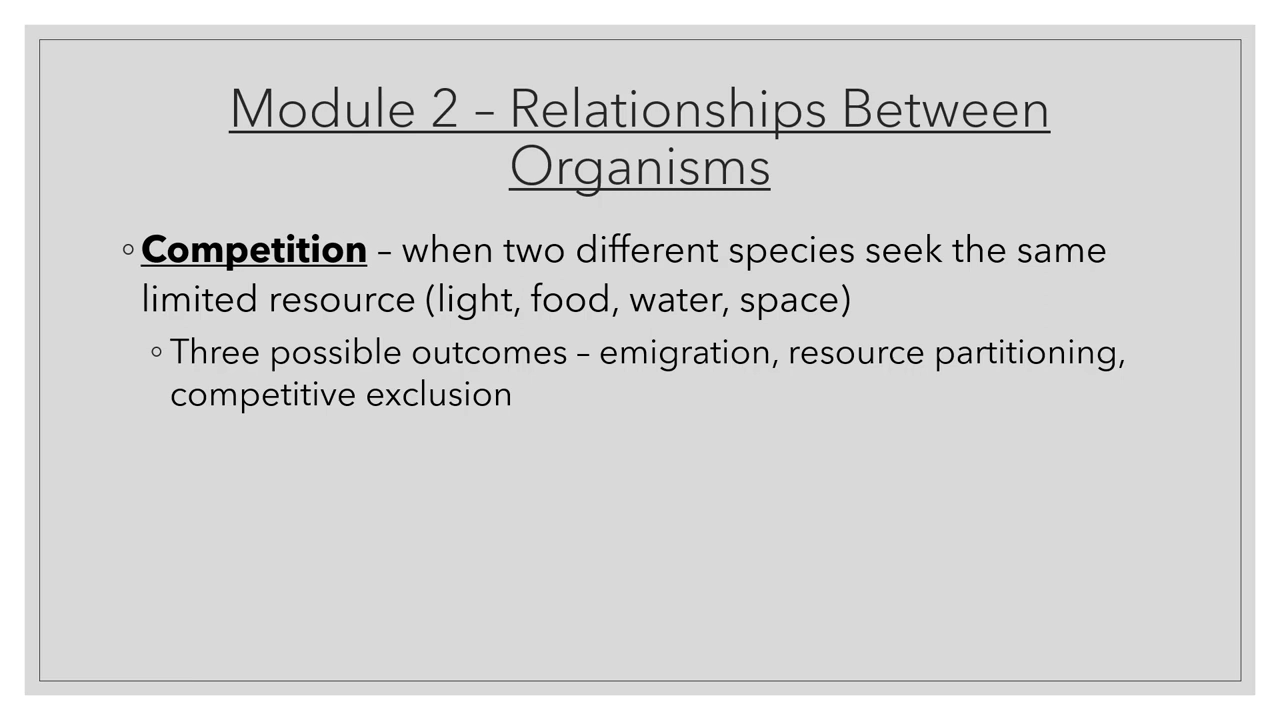 Module 2 – Relationships Between
Organisms
◦ Competition – when two different species seek the same
limited resource (light, food, water, space)
◦ Three possible outcomes – emigration, resource partitioning,
competitive exclusion